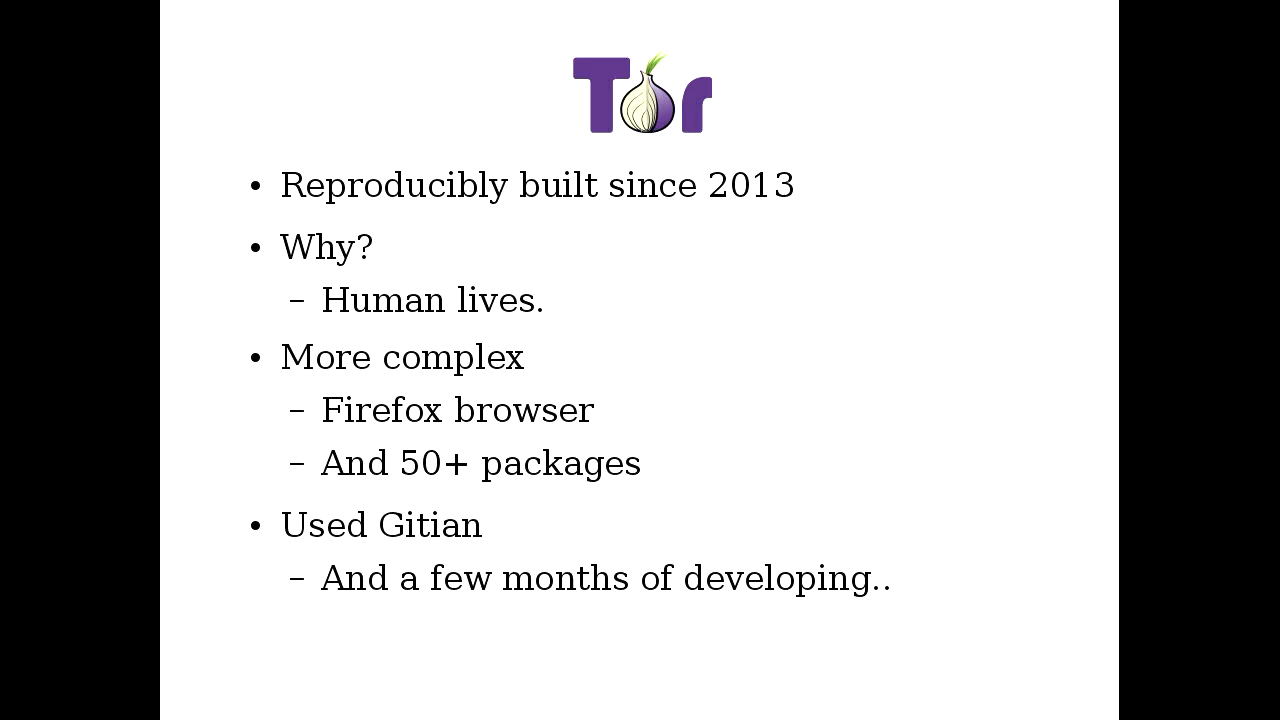 Tor
• Reproducibly built since 2013
• Why?
– Human lives.
• More complex
– Firefox browser
– And 50+ packages
• Used Gitian
– And a few months of developing..